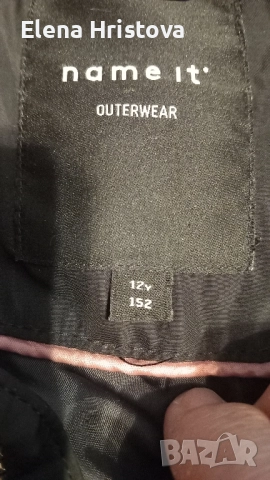 Elena Hristova
name it
OUTERWEAR
12y
152
BAZAR